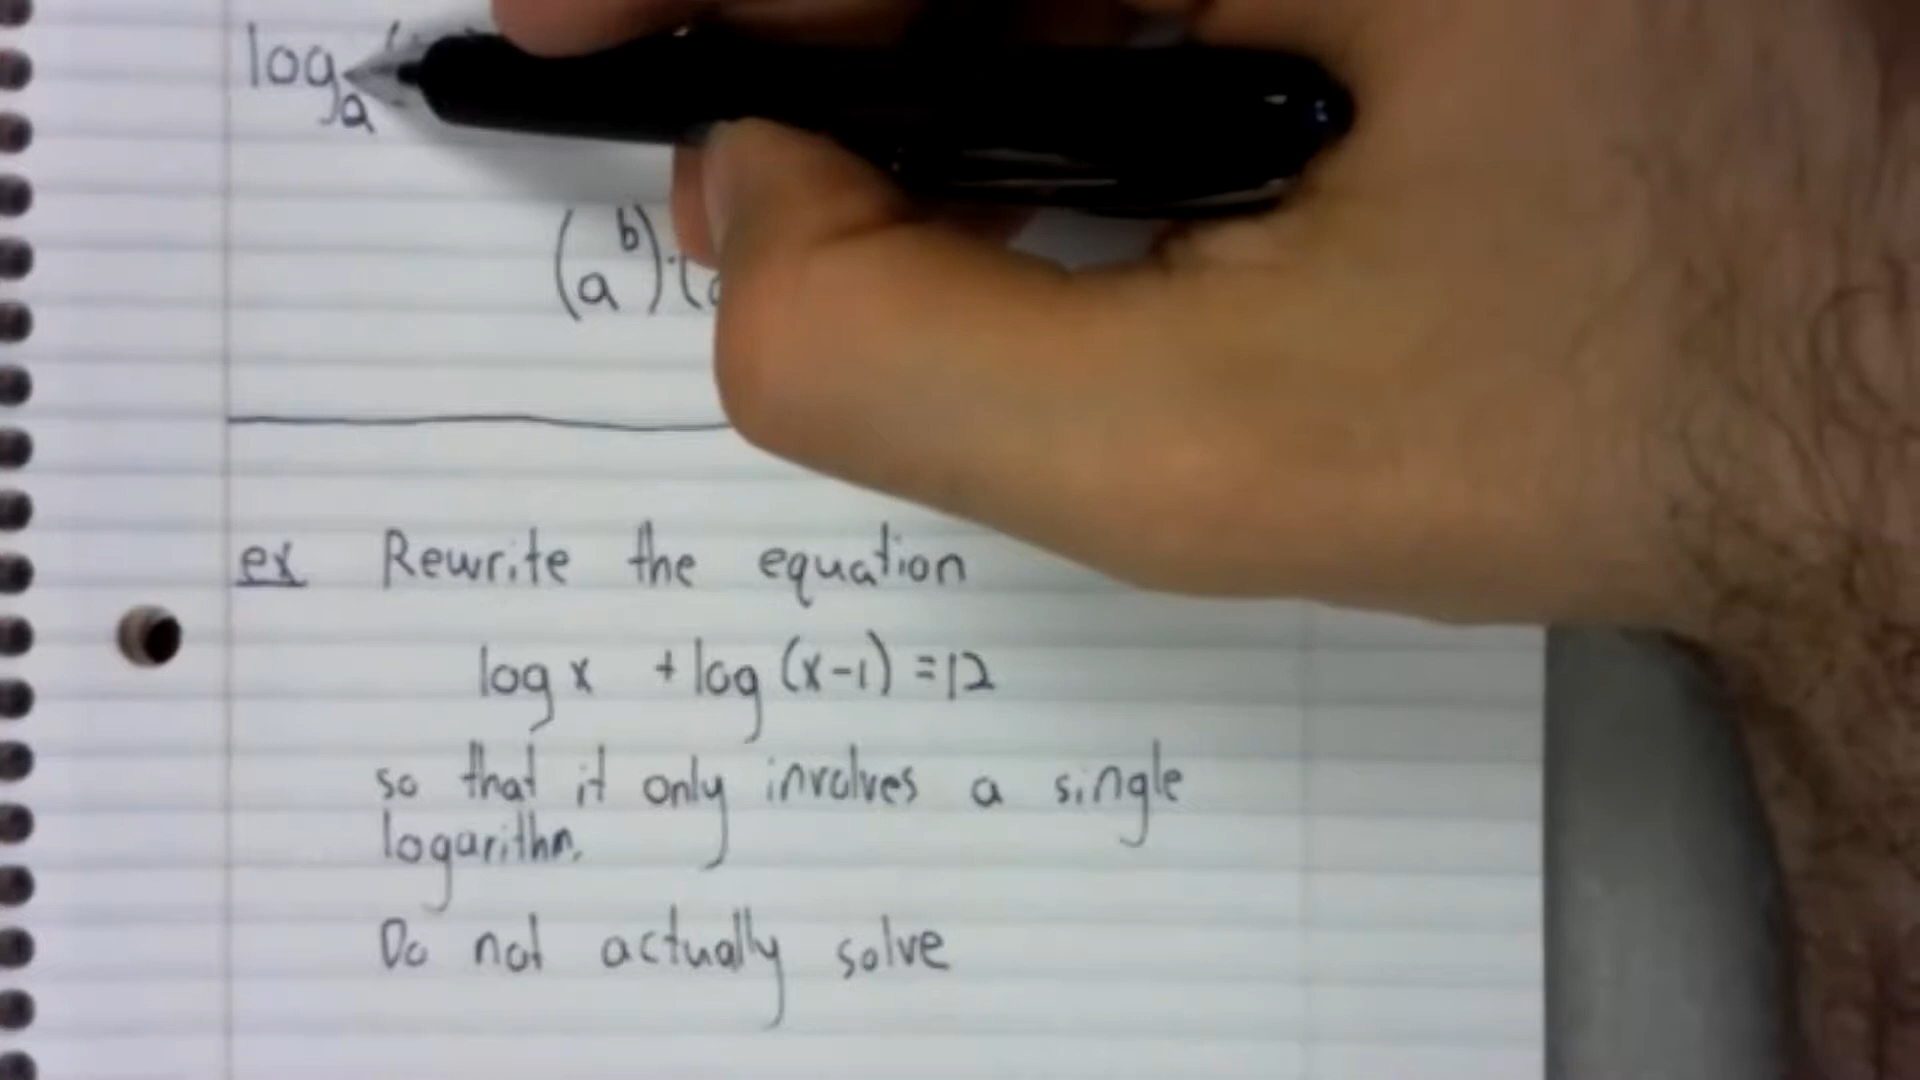 log a (
(a^b)·(
ex Rewrite the equation
log x + log (x-1) = 12
so that it only involves a single
logarithm.
Do not actually solve